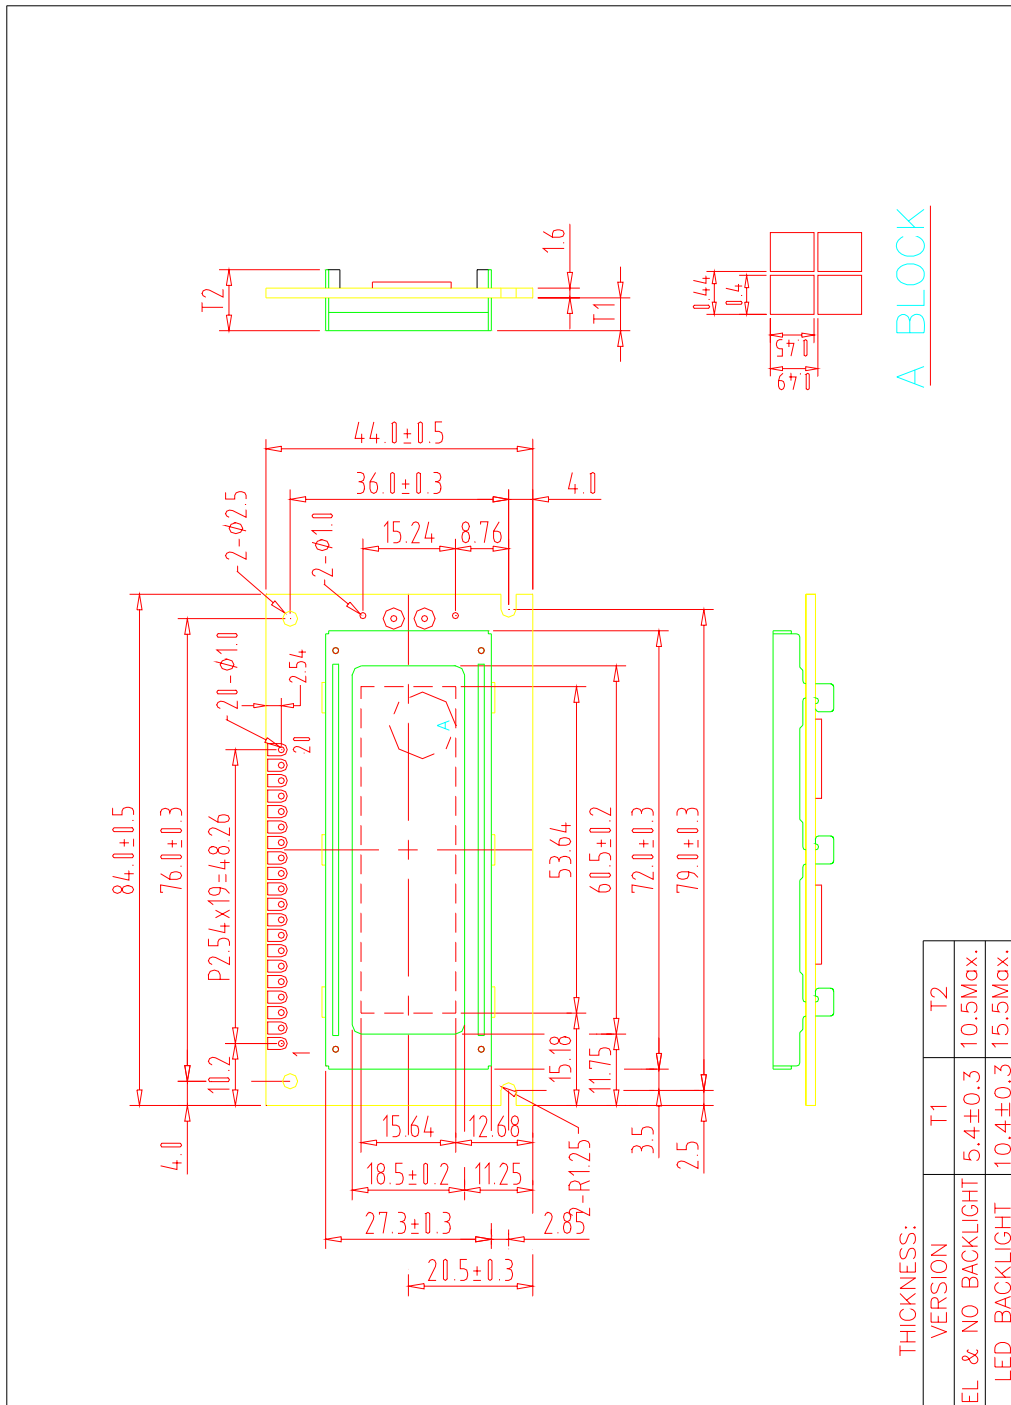 T2
1.6
T1
0.44
0.4
0.45
0.49
A BLOCK
44.0±0.5
36.0±0.3
4.0
15.24
8.76
2-ϕ2.5
2-ϕ1.0
20-ϕ1.0
2.54
20
1
A
84.0±0.5
76.0±0.3
P2.54x19=48.26
10.2
4.0
53.64
60.5±0.2
72.0±0.3
79.0±0.3
15.18
11.75
3.5
2.5
15.64
12.68
18.5±0.2
11.25
2-R1.25
27.3±0.3
2.85
20.5±0.3
THICKNESS:
VERSION T1 T2
EL & NO BACKLIGHT 5.4±0.3 10.5Max.
LED BACKLIGHT 10.4±0.3 15.5Max.